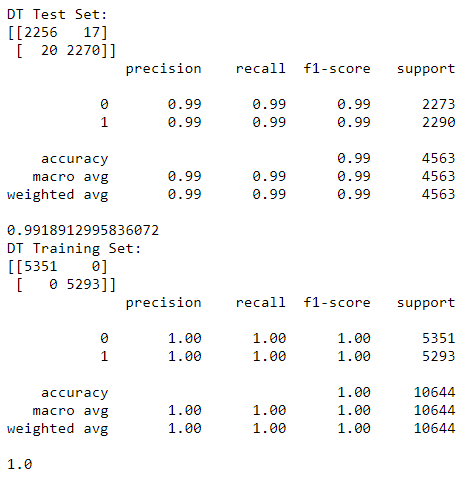 DT Test Set:
[[2256   17]
 [  20 2270]]
              precision    recall  f1-score   support

           0       0.99      0.99      0.99      2273
           1       0.99      0.99      0.99      2290

    accuracy                           0.99      4563
   macro avg       0.99      0.99      0.99      4563
weighted avg       0.99      0.99      0.99      4563

0.9918912995836072
DT Training Set:
[[5351    0]
 [   0 5293]]
              precision    recall  f1-score   support

           0       1.00      1.00      1.00      5351
           1       1.00      1.00      1.00      5293

    accuracy                           1.00     10644
   macro avg       1.00      1.00      1.00     10644
weighted avg       1.00      1.00      1.00     10644

1.0